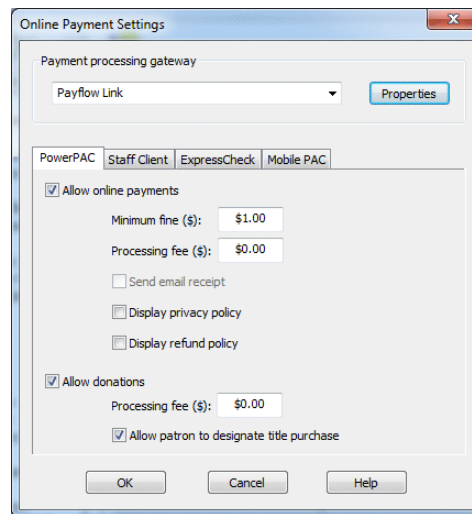 Online Payment Settings
Payment processing gateway
Payflow Link
Properties
PowerPAC Staff Client ExpressCheck Mobile PAC
Allow online payments
Minimum fine ($): $1.00
Processing fee ($): $0.00
Send email receipt
Display privacy policy
Display refund policy
Allow donations
Processing fee ($): $0.00
Allow patron to designate title purchase
OK Cancel Help